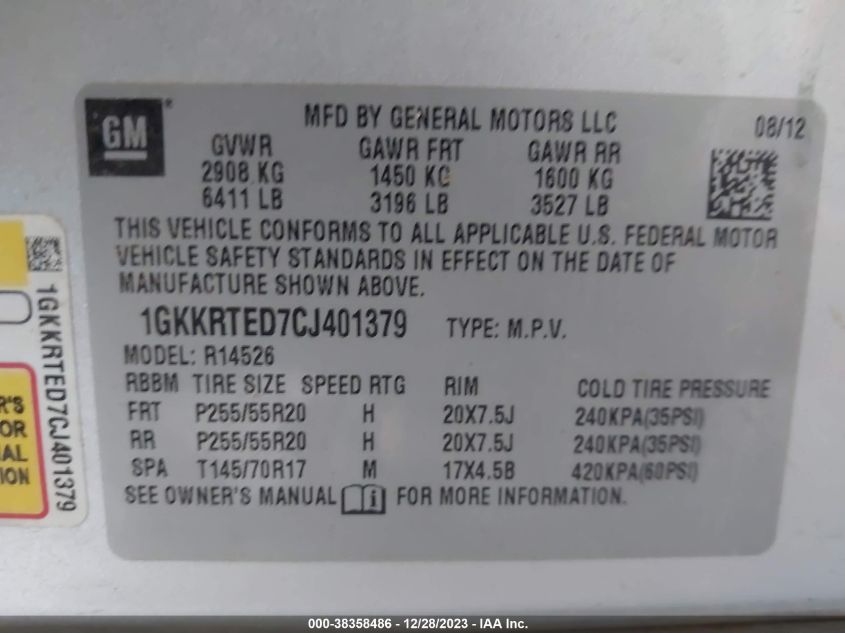 GM® MFD BY GENERAL MOTORS LLC 08/12
GVWR GAWR FRT GAWR RR
2908 KG 1450 KG 1600 KG
6411 LB 3196 LB 3527 LB
THIS VEHICLE CONFORMS TO ALL APPLICABLE U.S. FEDERAL MOTOR
VEHICLE SAFETY STANDARDS IN EFFECT ON THE DATE OF
MANUFACTURE SHOWN ABOVE.
1GKKRTED7CJ401379 TYPE: M.P.V.
MODEL: R14526
RBBM TIRE SIZE SPEED RTG RIM COLD TIRE PRESSURE
FRT P255/55R20 H 20X7.5J 240KPA(35PSI)
RR P255/55R20 H 20X7.5J 240KPA(35PSI)
SPA T145/70R17 M 17X4.5B 420KPA(60PSI)
SEE OWNER'S MANUAL i FOR MORE INFORMATION.
1GKKRTED7CJ401379
R'S
OR
AL
ION
000-38358486 - 12/28/2023 - IAA Inc.